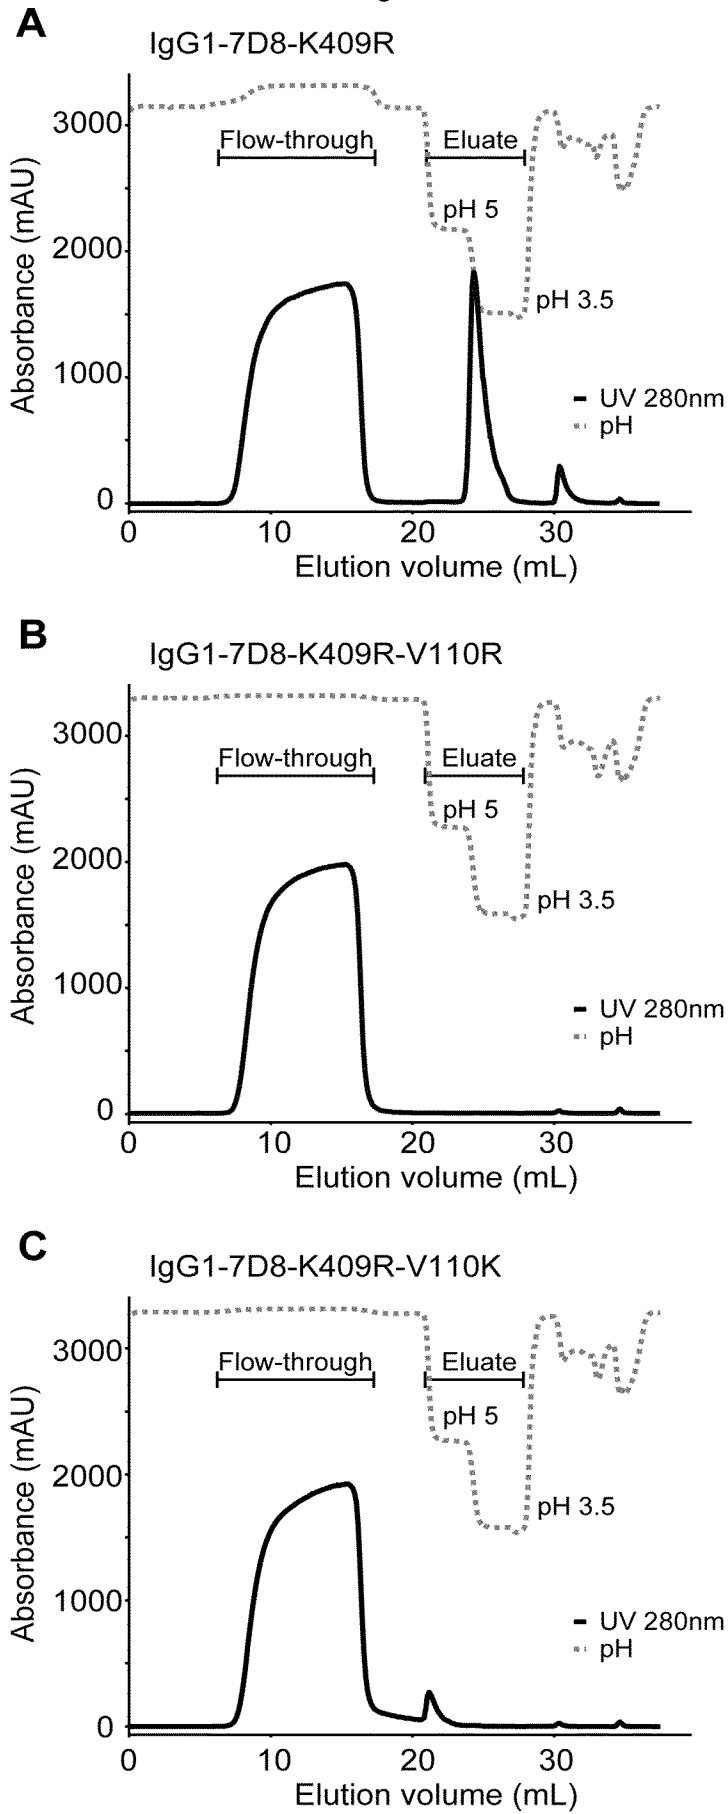 A
IgG1-7D8-K409R
3000
Flow-through
Eluate
pH 5
2000
pH 3.5
1000
UV 280nm
pH
0
Absorbance (mAU)
0 10 20 30
Elution volume (mL)
B
IgG1-7D8-K409R-V110R
3000
Flow-through
Eluate
pH 5
2000
pH 3.5
1000
UV 280nm
pH
0
Absorbance (mAU)
0 10 20 30
Elution volume (mL)
C
IgG1-7D8-K409R-V110K
3000
Flow-through
Eluate
pH 5
2000
pH 3.5
1000
UV 280nm
pH
0
Absorbance (mAU)
0 10 20 30
Elution volume (mL)